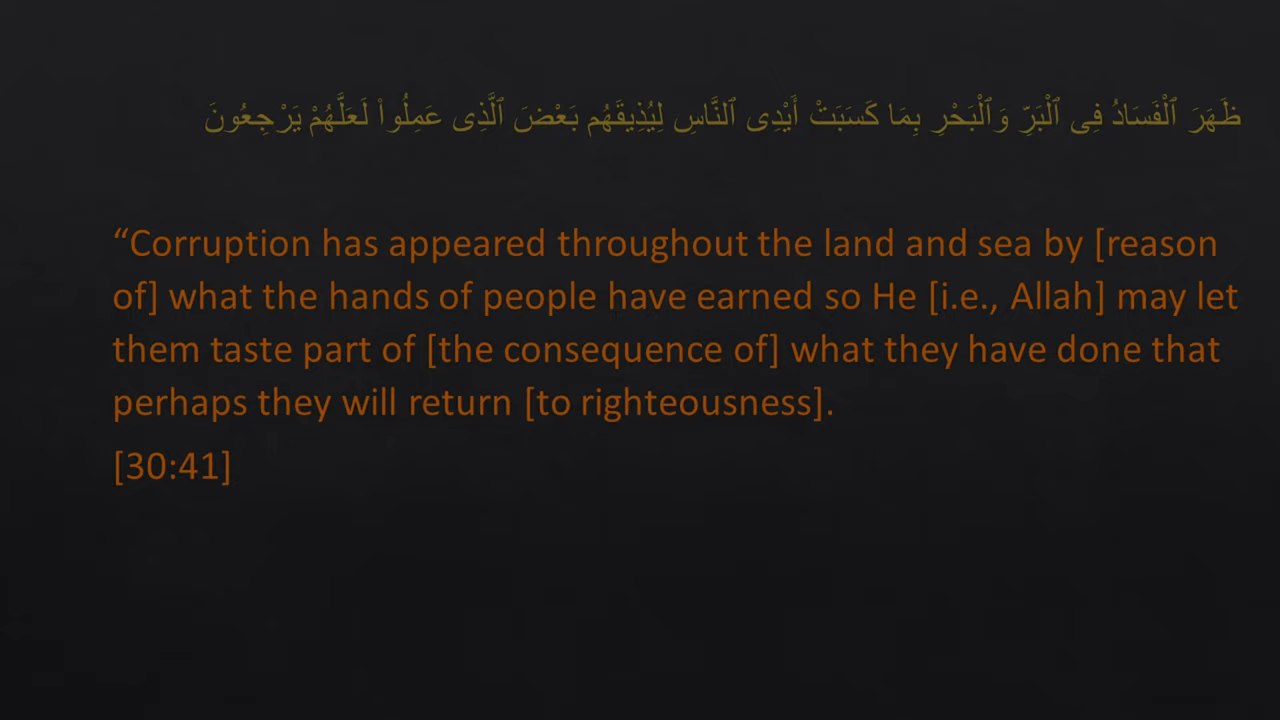 ظَهَرَ ٱلْفَسَادُ فِى ٱلْبَرِّ وَٱلْبَحْرِ بِمَا كَسَبَتْ أَيْدِى ٱلنَّاسِ لِيُذِيقَهُم بَعْضَ ٱلَّذِى عَمِلُوا۟ لَعَلَّهُمْ يَرْجِعُونَ
“Corruption has appeared throughout the land and sea by [reason
of] what the hands of people have earned so He [i.e., Allah] may let
them taste part of [the consequence of] what they have done that
perhaps they will return [to righteousness].
[30:41]